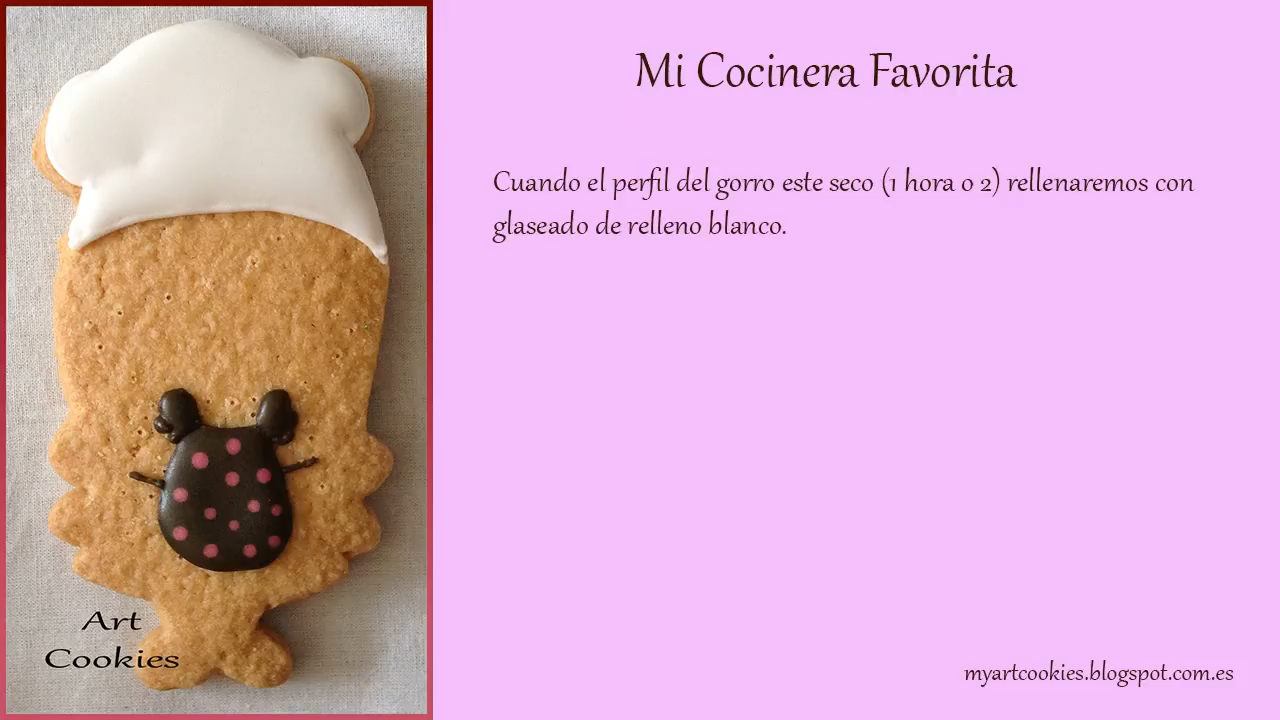 Mi Cocinera Favorita
Cuando el perfil del gorro este seco (1 hora o 2) rellenaremos con
glaseado de relleno blanco.
Art
Cookies
myartcookies.blogspot.com.es